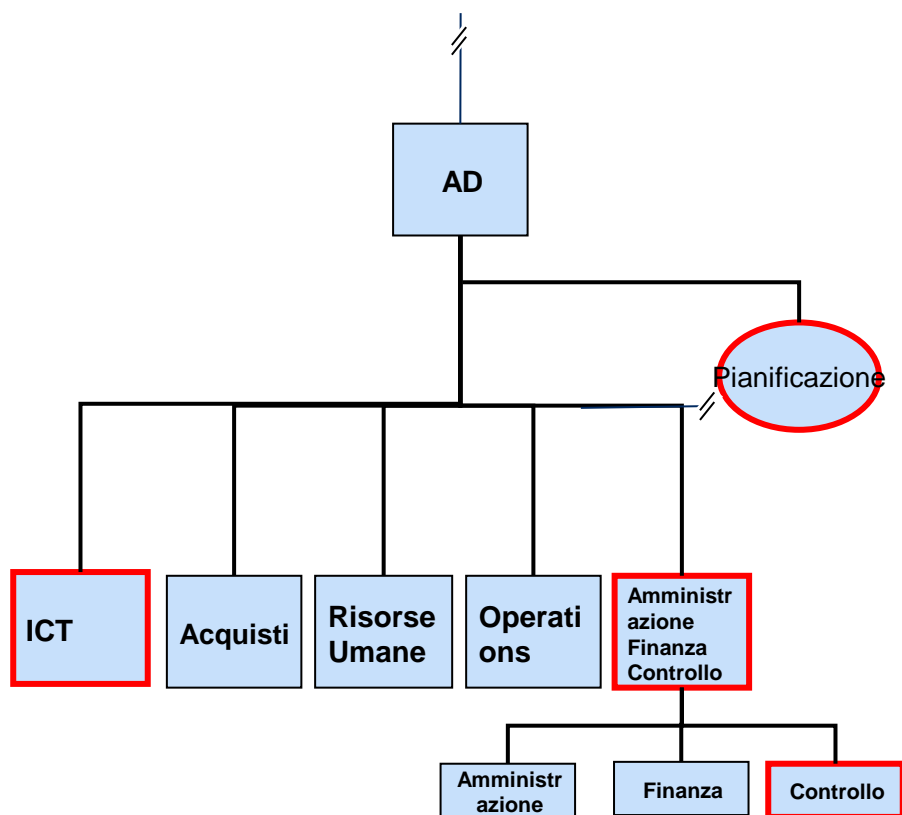 AD
Pianificazione
ICT
Acquisti
Risorse
Umane
Operati
ons
Amministr
azione
Finanza
Controllo
Amministr
azione
Finanza
Controllo